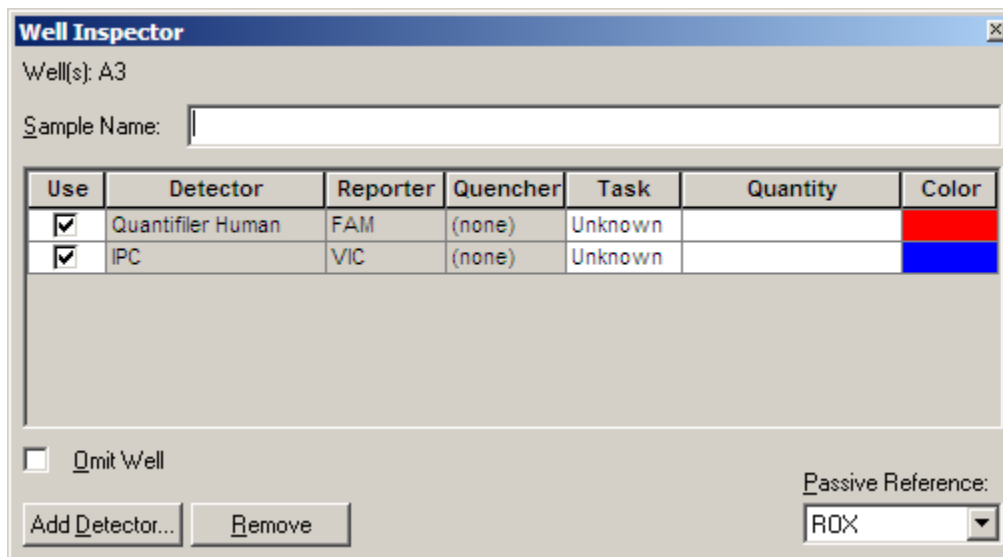 Well Inspector
Well(s): A3
Sample Name:
Use Detector Reporter Quencher Task Quantity Color
Quantifiler Human FAM (none) Unknown
IPC VIC (none) Unknown
Omit Well
Passive Reference:
Add Detector... Remove ROX